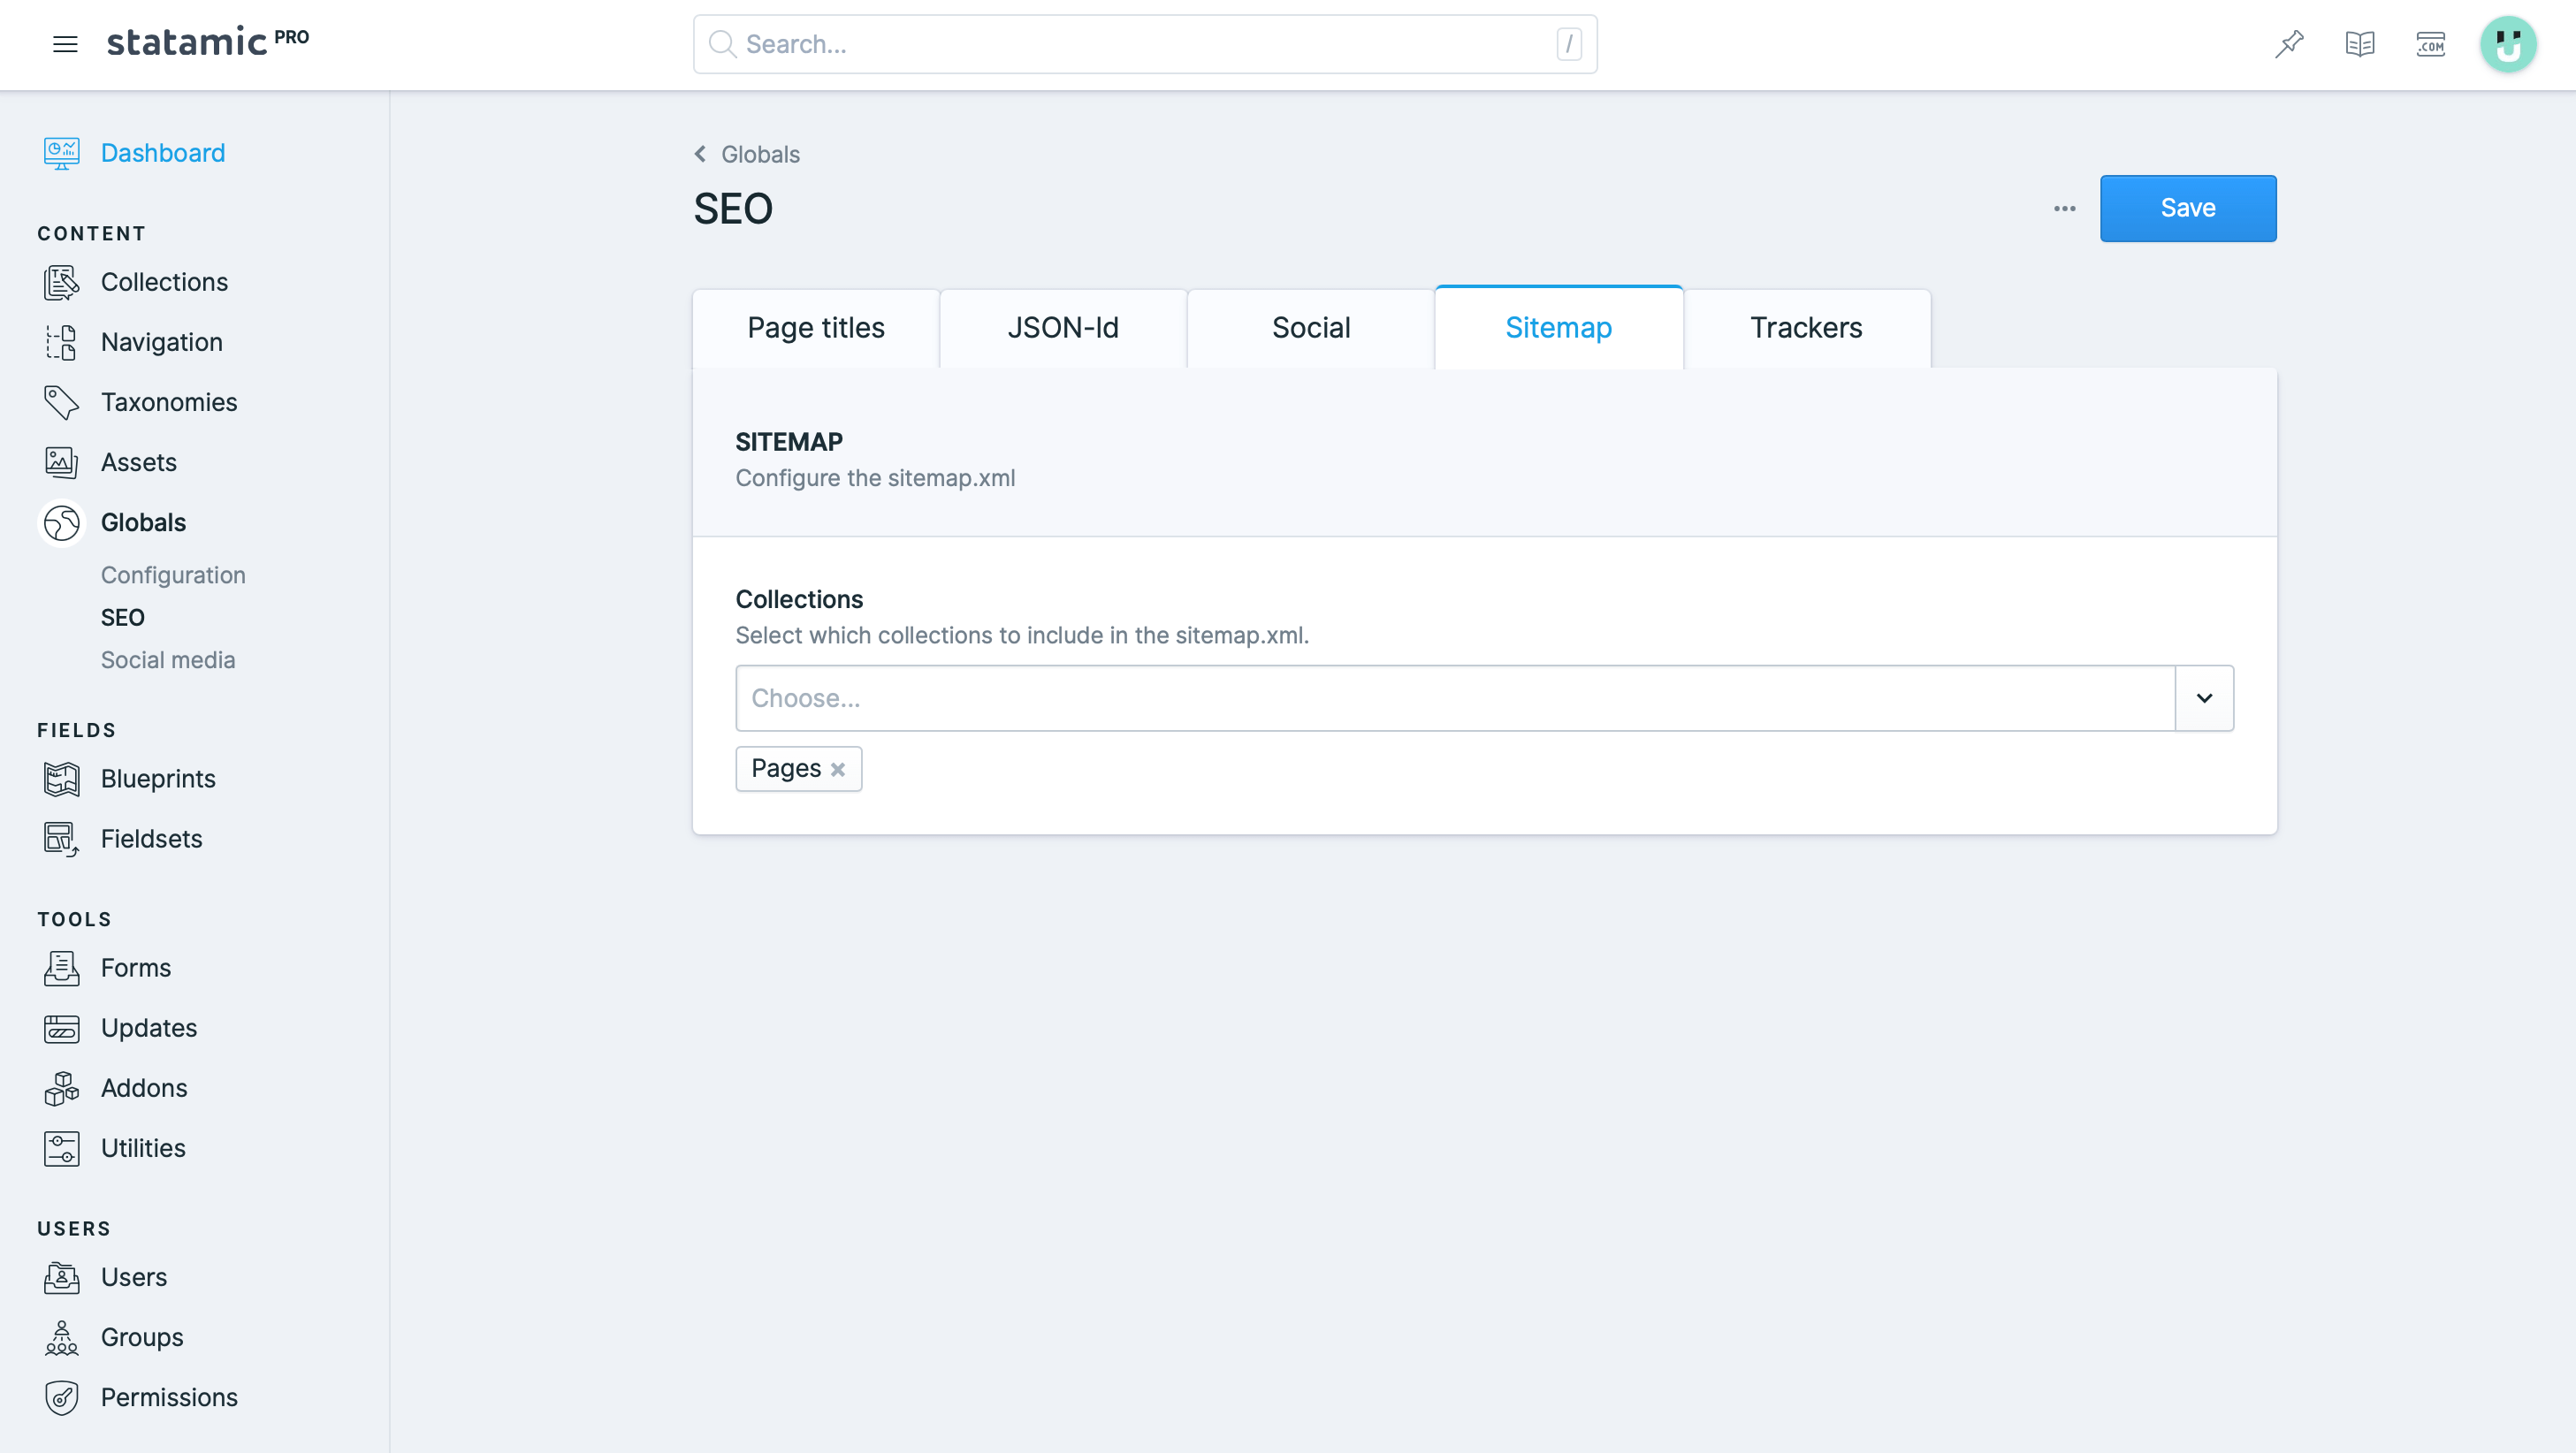 statamic PRO
Search...
/
.COM
Dashboard
CONTENT
Collections
Navigation
Taxonomies
Assets
Globals
Configuration
SEO
Social media
FIELDS
Blueprints
Fieldsets
TOOLS
Forms
Updates
Addons
Utilities
USERS
Users
Groups
Permissions
Globals
SEO
Save
Page titles
JSON-ld
Social
Sitemap
Trackers
SITEMAP
Configure the sitemap.xml
Collections
Select which collections to include in the sitemap.xml.
Choose...
Pages